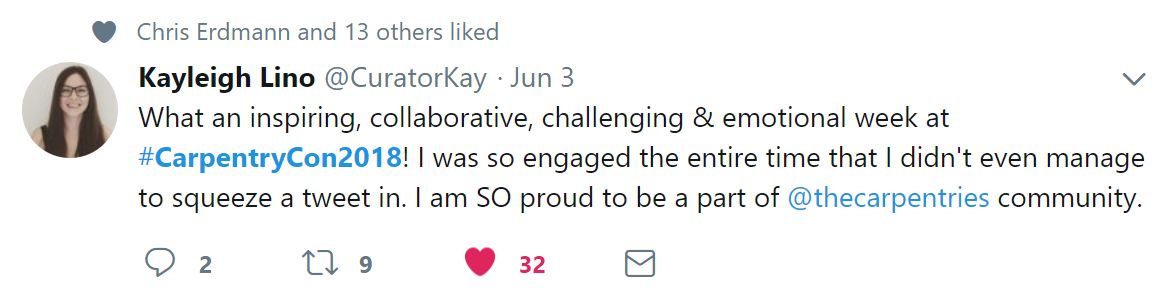 Chris Erdmann and 13 others liked
Kayleigh Lino @CuratorKay · Jun 3
What an inspiring, collaborative, challenging & emotional week at
#CarpentryCon2018! I was so engaged the entire time that I didn't even manage
to squeeze a tweet in. I am SO proud to be a part of @thecarpentries community.
2 9 32